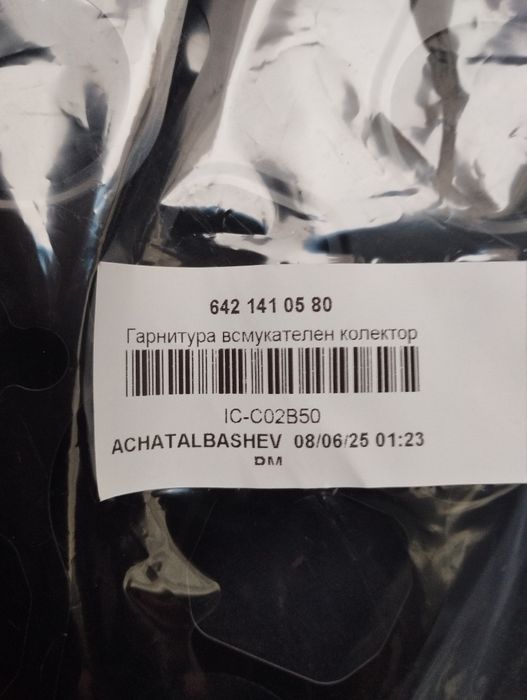 642 141 05 80
Гарнитура всмукателен колектор
IC-C02B50
ACHATALBASHEV 08/06/25 01:23
PM